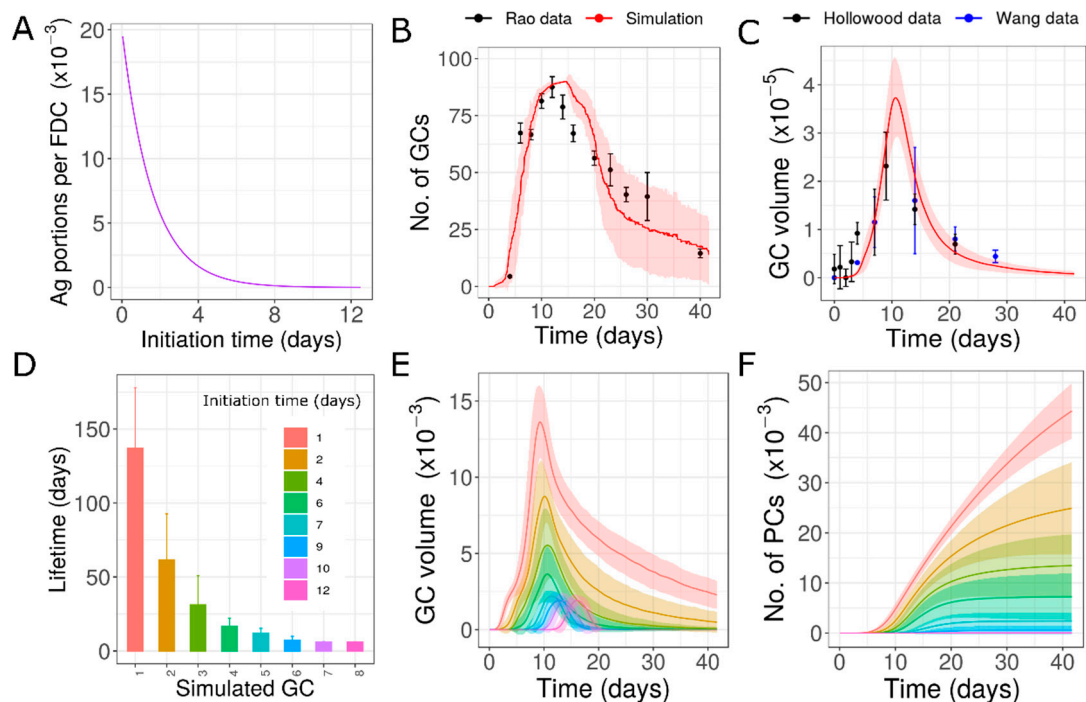 A
Ag portions per FDC (x10−3)
20
15
10
5
0
0 4 8 12
Initiation time (days)
Rao data Simulation
B
No. of GCs
100
75
50
25
0
0 10 20 30 40
Time (days)
Hollowood data Wang data
C
GC volume (x10−5)
4
3
2
1
0
0 10 20 30 40
Time (days)
D
Lifetime (days)
150
100
50
0
Initiation time (days)
1
2
4
6
7
9
10
12
1 2 3 4 5 6 7 8
Simulated GC
E
GC volume (x10−3)
15
10
5
0
0 10 20 30 40
Time (days)
F
No. of PCs (x10−3)
50
40
30
20
10
0
0 10 20 30 40
Time (days)